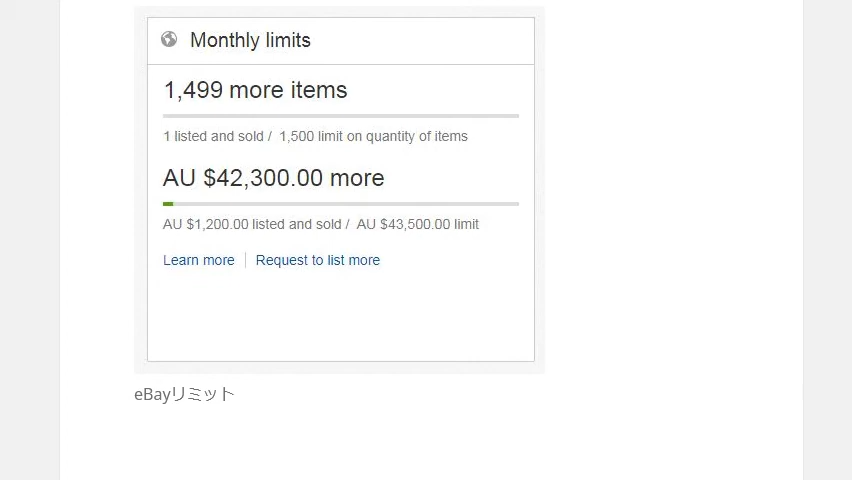 Monthly limits
1,499 more items
1 listed and sold / 1,500 limit on quantity of items
AU $42,300.00 more
AU $1,200.00 listed and sold / AU $43,500.00 limit
Learn more | Request to list more
eBayリミット